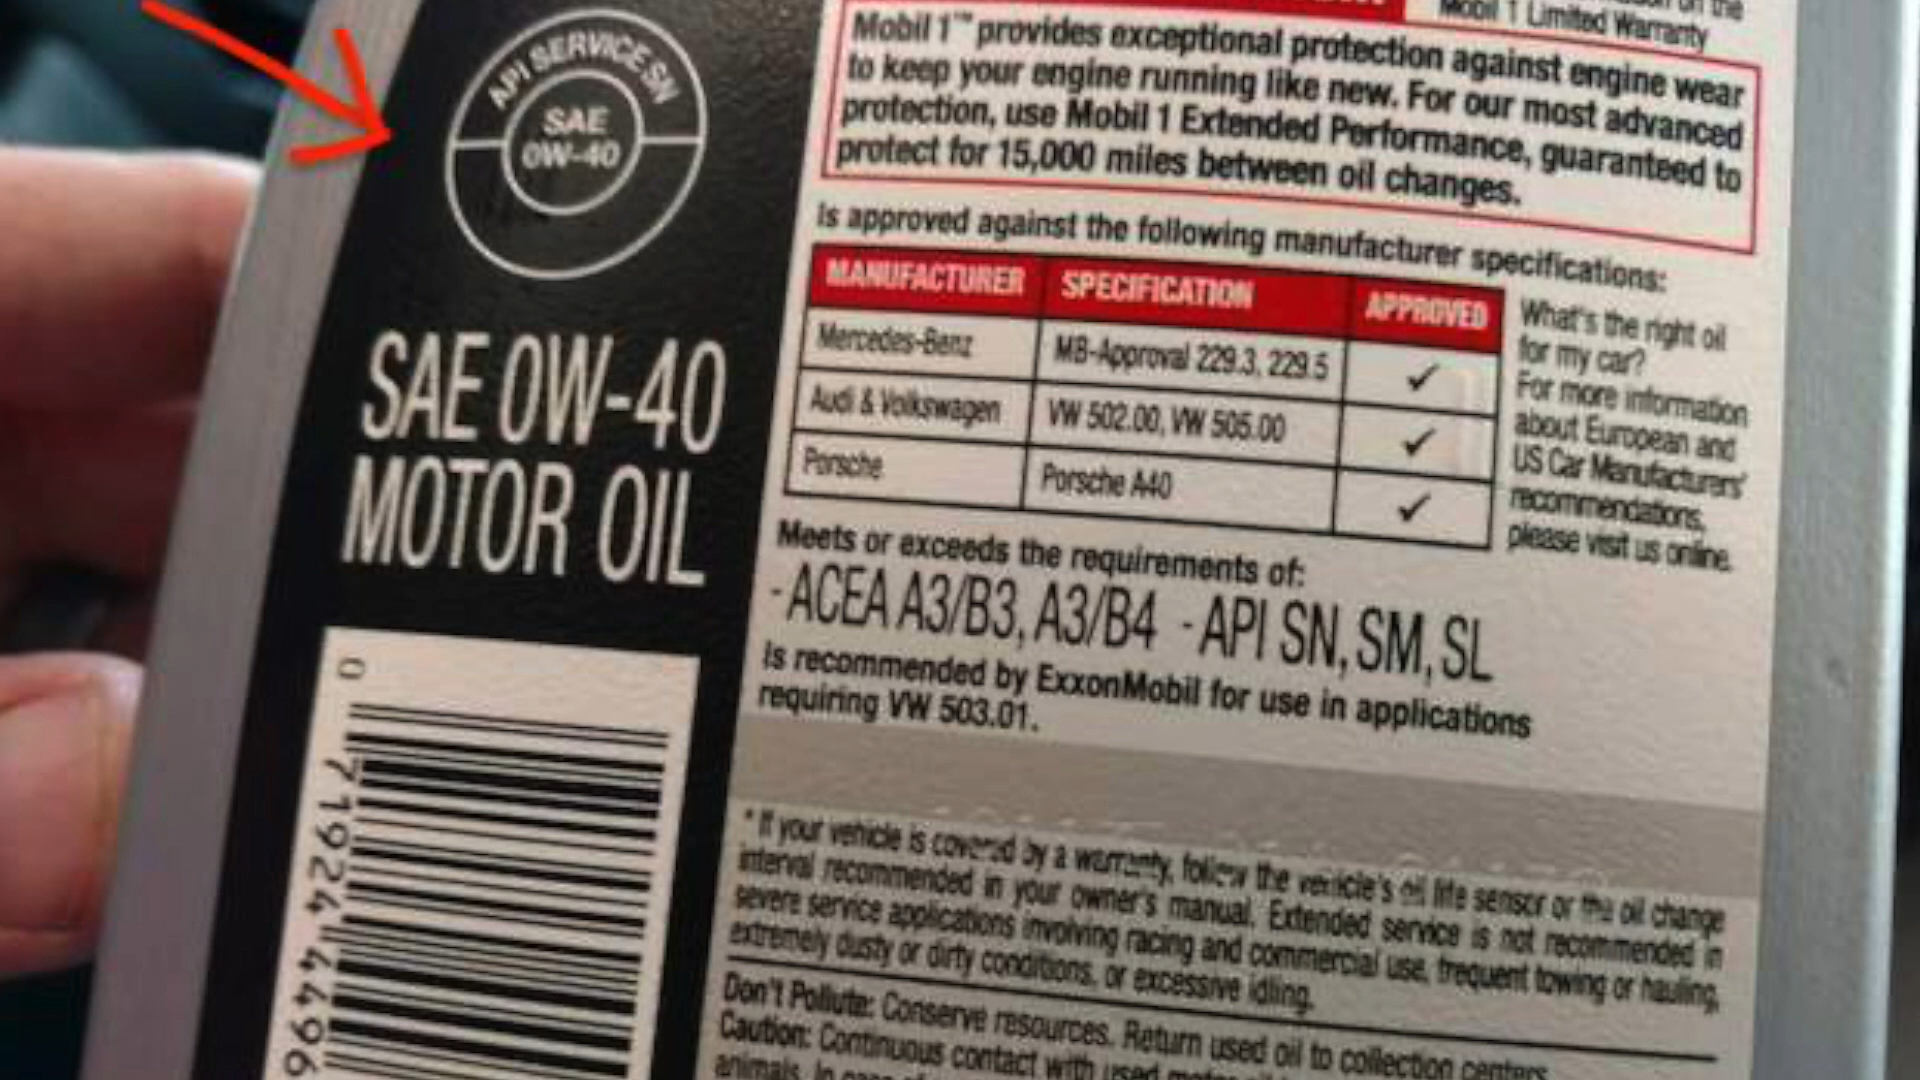 API SERVICE SN
SAE
0W-40
SAE 0W-40
MOTOR OIL
0 71924 44496
on the
Mobil 1 Limited Warranty
Mobil 1™ provides exceptional protection against engine wear
to keep your engine running like new. For our most advanced
protection, use Mobil 1 Extended Performance, guaranteed to
protect for 15,000 miles between oil changes.
Is approved against the following manufacturer specifications:
MANUFACTURER SPECIFICATION APPROVED
Mercedes-Benz MB-Approval 229.3, 229.5 ✓
Audi & Volkswagen VW 502.00, VW 505.00 ✓
Porsche Porsche A40 ✓
What's the right oil
for my car?
For more information
about European and
US Car Manufacturers'
recommendations,
please visit us online.
Meets or exceeds the requirements of:
- ACEA A3/B3, A3/B4 - API SN, SM, SL
Is recommended by ExxonMobil for use in applications
requiring VW 503.01.
* If your vehicle is covered by a warranty, follow the vehicle's oil life sensor or the oil change
interval recommended in your owner's manual. Extended service is not recommended in
severe service applications involving racing and commercial use, frequent towing or hauling,
extremely dusty or dirty conditions, or excessive idling.
Don't Pollute: Conserve resources. Return used oil to collection centers.
Caution: Continuous contact with used motor
animals. In case of